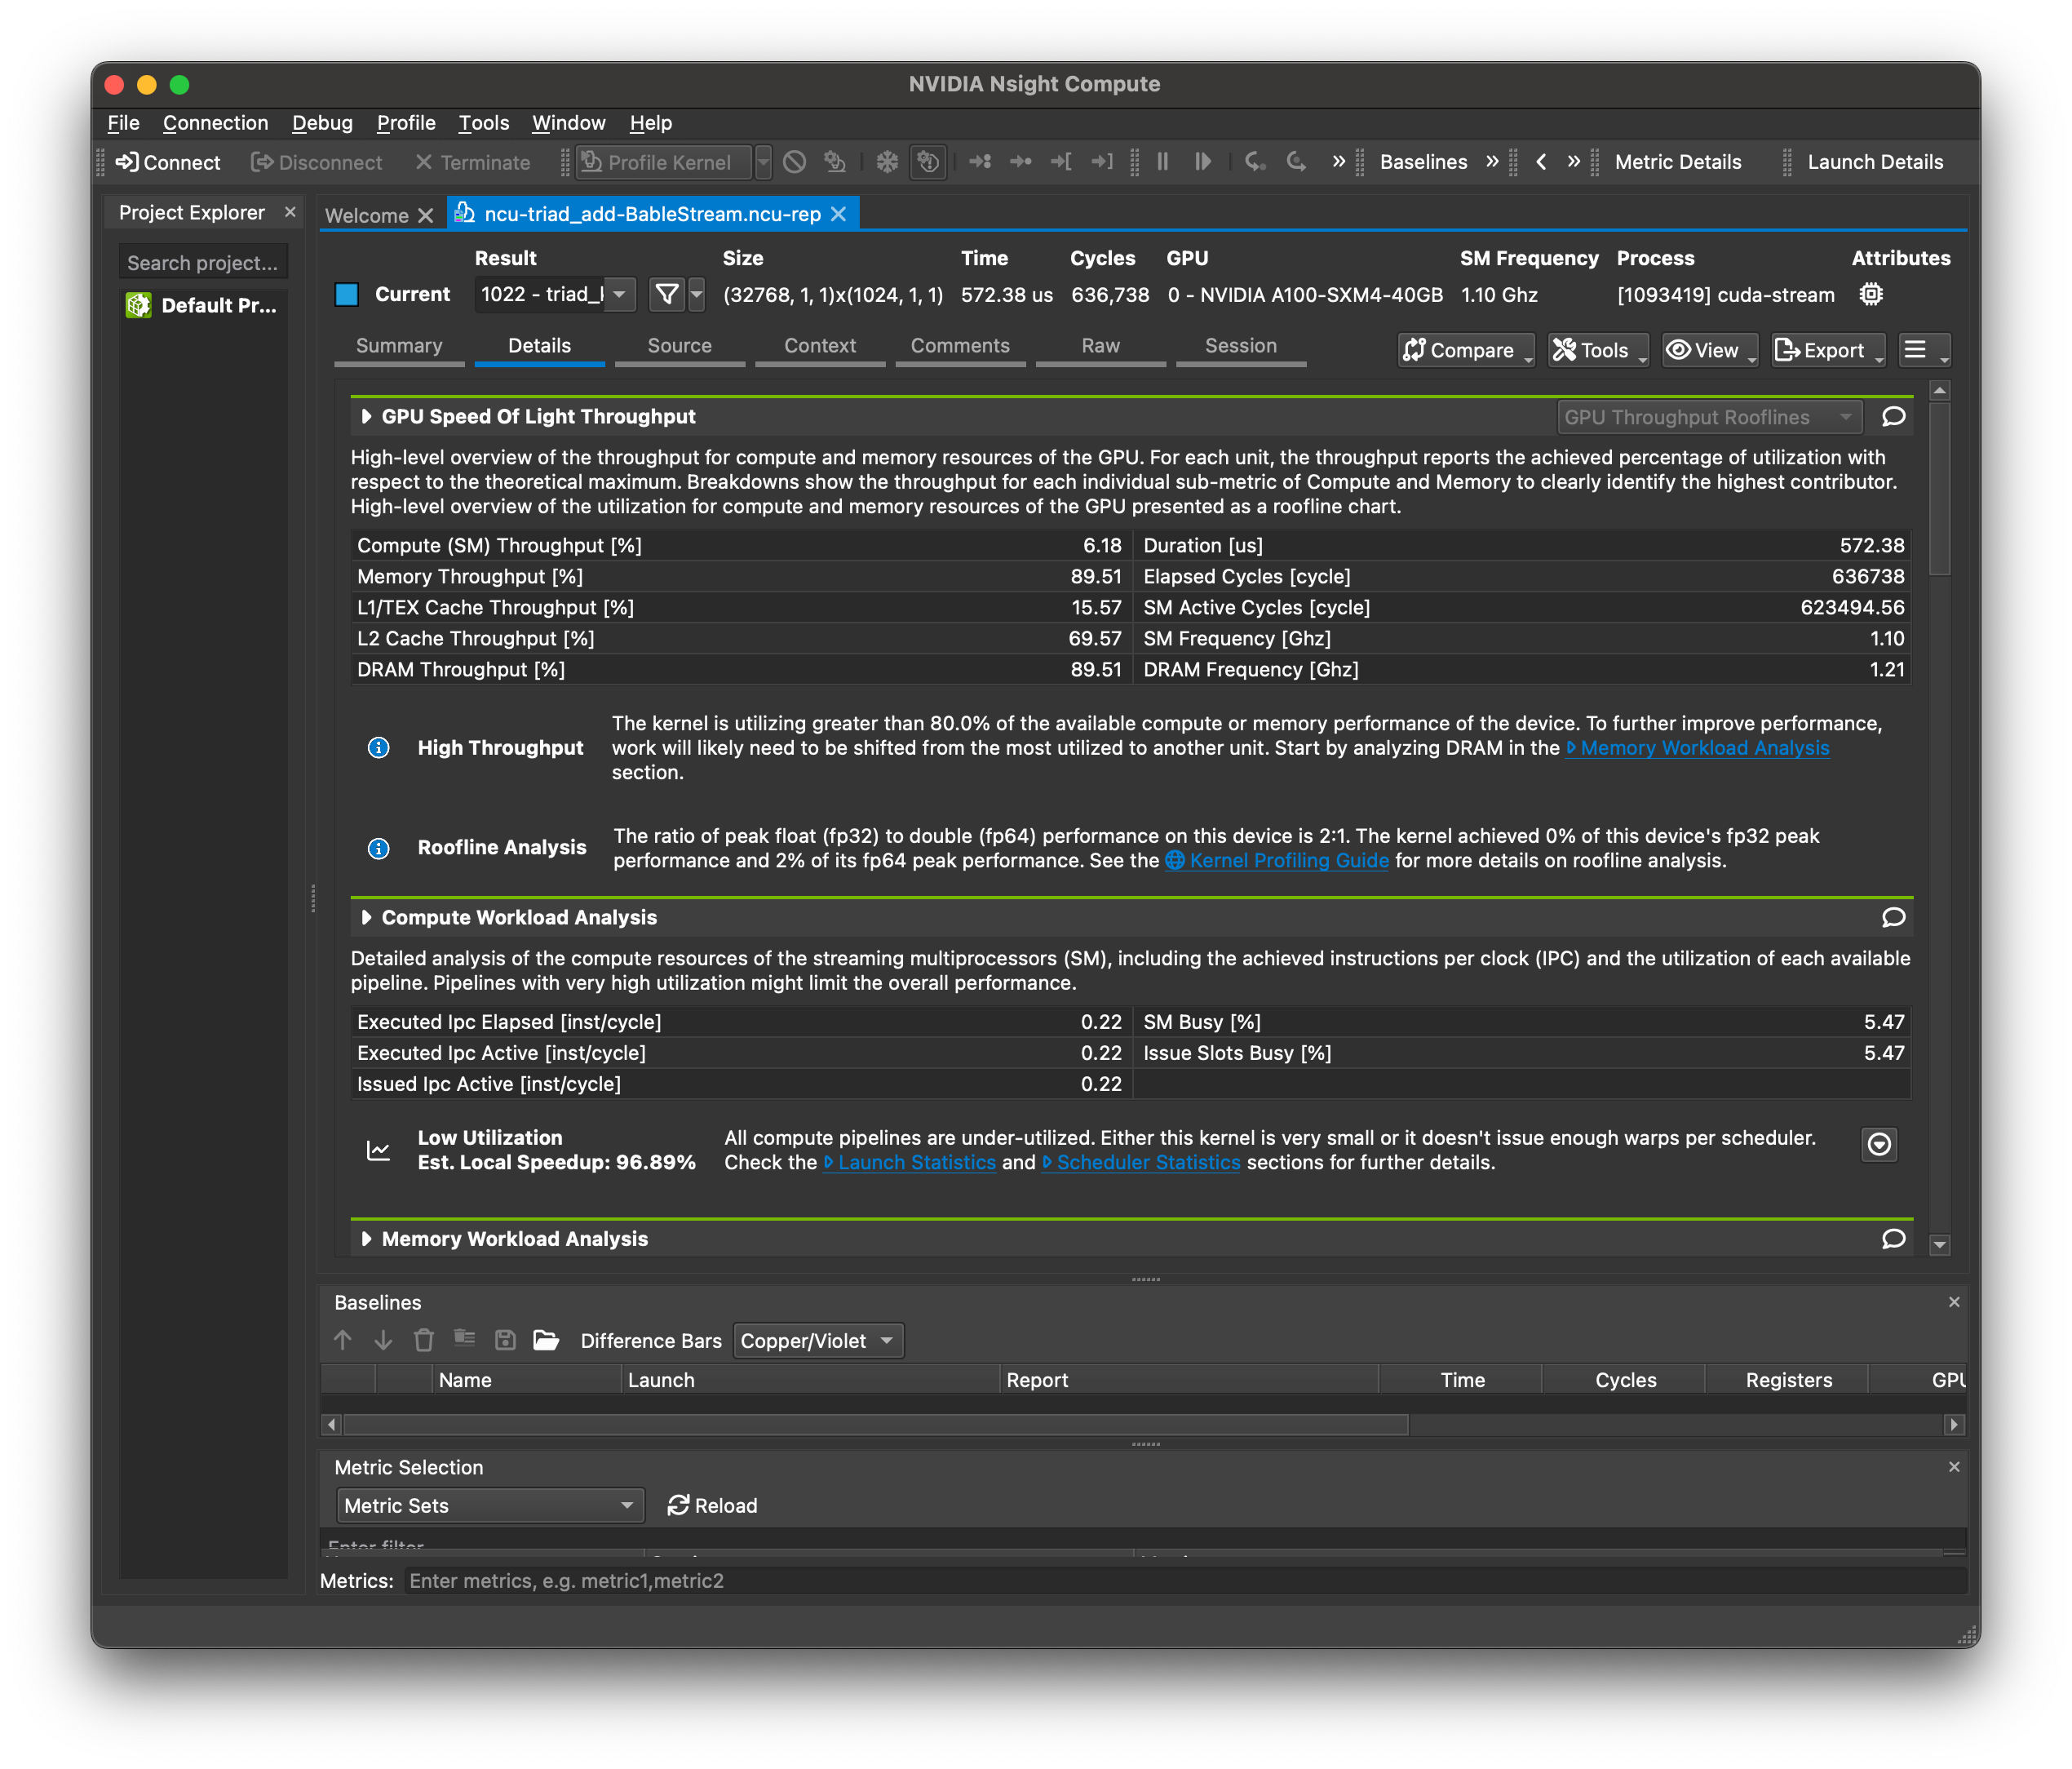 NVIDIA Nsight Compute
File Connection Debug Profile Tools Window Help
Connect Disconnect Terminate Profile Kernel Baselines Metric Details Launch Details
Project Explorer
Search project...
Default Pr...
Welcome ncu-triad_add-BableStream.ncu-rep
Result Size Time Cycles GPU SM Frequency Process Attributes
Current 1022 - triad_ (32768, 1, 1)x(1024, 1, 1) 572.38 us 636,738 0 - NVIDIA A100-SXM4-40GB 1.10 Ghz [1093419] cuda-stream
Summary Details Source Context Comments Raw Session Compare Tools View Export
GPU Speed Of Light Throughput GPU Throughput Rooflines
High-level overview of the throughput for compute and memory resources of the GPU. For each unit, the throughput reports the achieved percentage of utilization with
respect to the theoretical maximum. Breakdowns show the throughput for each individual sub-metric of Compute and Memory to clearly identify the highest contributor.
High-level overview of the utilization for compute and memory resources of the GPU presented as a roofline chart.
Compute (SM) Throughput [%] 6.18 Duration [us] 572.38
Memory Throughput [%] 89.51 Elapsed Cycles [cycle] 636738
L1/TEX Cache Throughput [%] 15.57 SM Active Cycles [cycle] 623494.56
L2 Cache Throughput [%] 69.57 SM Frequency [Ghz] 1.10
DRAM Throughput [%] 89.51 DRAM Frequency [Ghz] 1.21
High Throughput
The kernel is utilizing greater than 80.0% of the available compute or memory performance of the device. To further improve performance,
work will likely need to be shifted from the most utilized to another unit. Start by analyzing DRAM in the Memory Workload Analysis
section.
Roofline Analysis
The ratio of peak float (fp32) to double (fp64) performance on this device is 2:1. The kernel achieved 0% of this device's fp32 peak
performance and 2% of its fp64 peak performance. See the Kernel Profiling Guide for more details on roofline analysis.
Compute Workload Analysis
Detailed analysis of the compute resources of the streaming multiprocessors (SM), including the achieved instructions per clock (IPC) and the utilization of each available
pipeline. Pipelines with very high utilization might limit the overall performance.
Executed Ipc Elapsed [inst/cycle] 0.22 SM Busy [%] 5.47
Executed Ipc Active [inst/cycle] 0.22 Issue Slots Busy [%] 5.47
Issued Ipc Active [inst/cycle] 0.22
Low Utilization
Est. Local Speedup: 96.89%
All compute pipelines are under-utilized. Either this kernel is very small or it doesn't issue enough warps per scheduler.
Check the Launch Statistics and Scheduler Statistics sections for further details.
Memory Workload Analysis
Baselines
Difference Bars Copper/Violet
Name Launch Report Time Cycles Registers GPU
Metric Selection
Metric Sets Reload
Enter filter
Metrics: Enter metrics, e.g. metric1,metric2